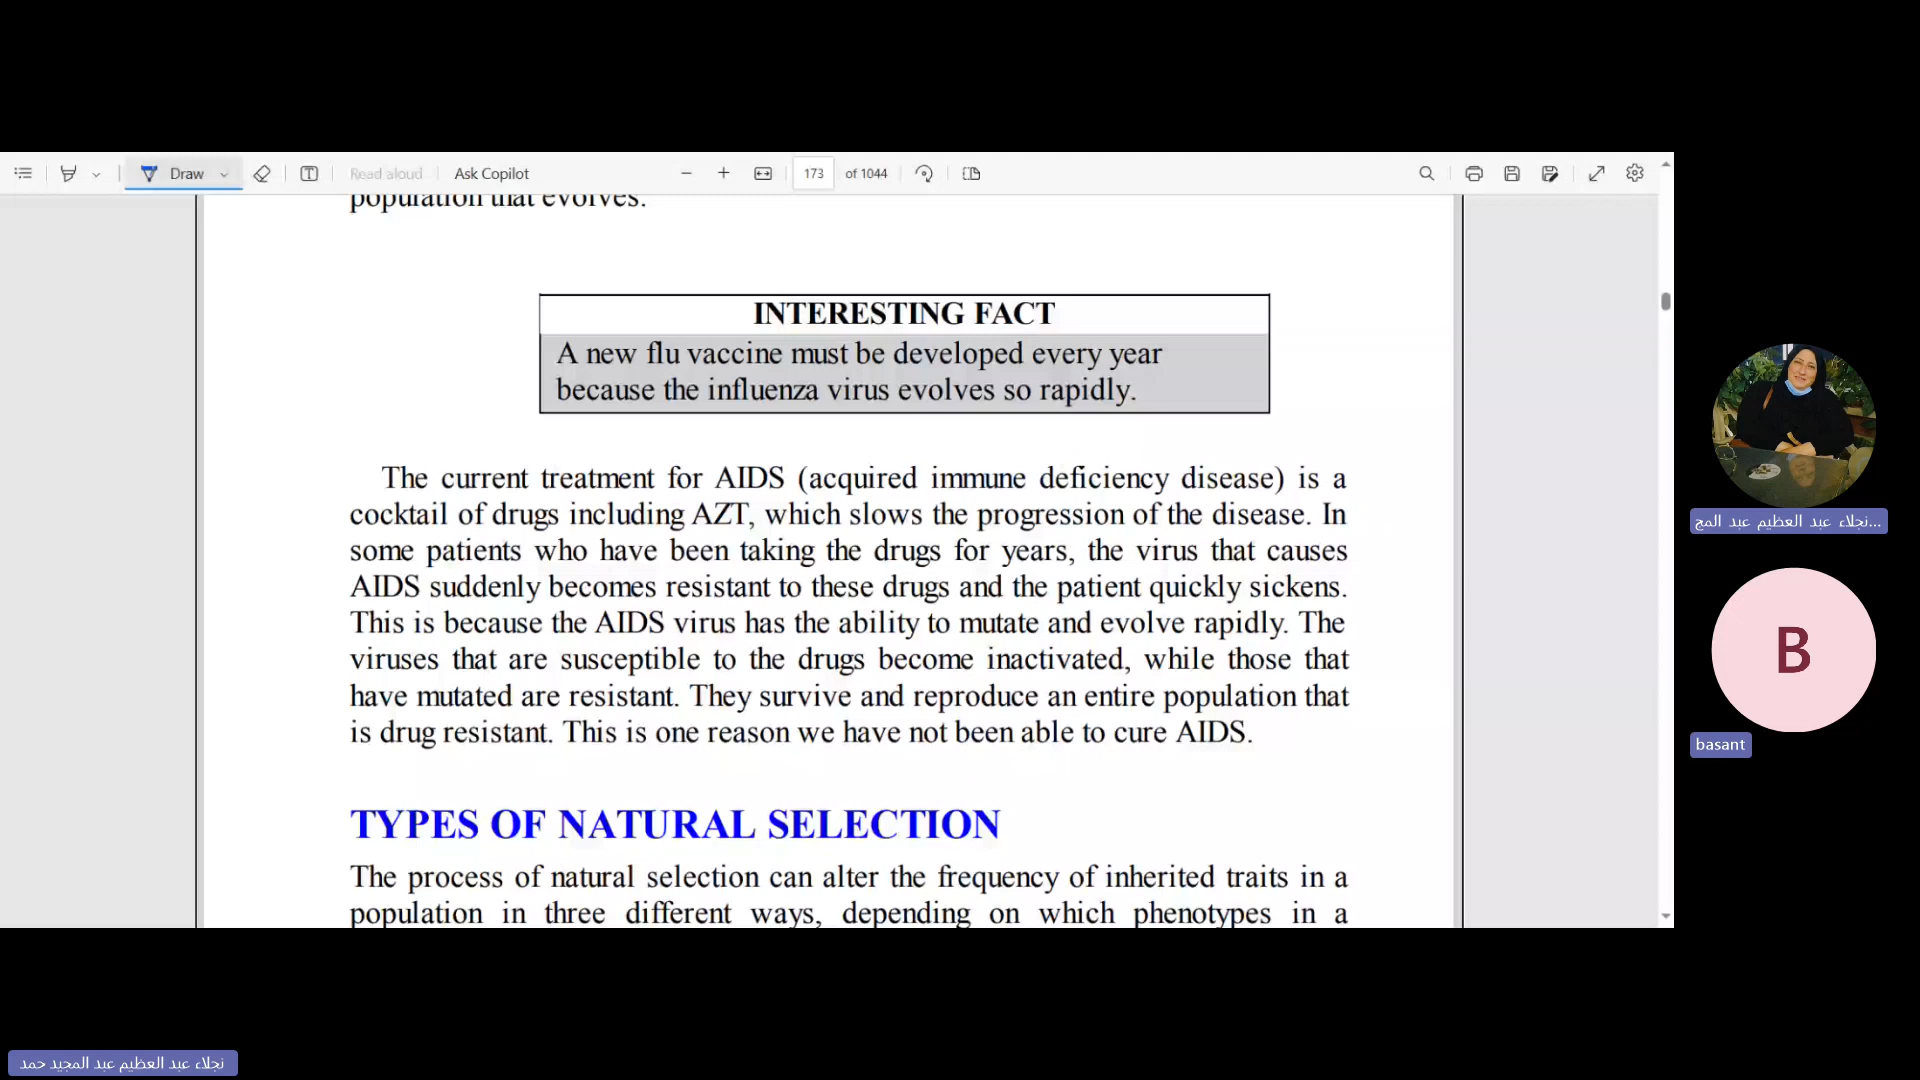 Draw
Read aloud
Ask Copilot
173 of 1044
population that evolves.
INTERESTING FACT
A new flu vaccine must be developed every year
because the influenza virus evolves so rapidly.
The current treatment for AIDS (acquired immune deficiency disease) is a
cocktail of drugs including AZT, which slows the progression of the disease. In
some patients who have been taking the drugs for years, the virus that causes
AIDS suddenly becomes resistant to these drugs and the patient quickly sickens.
This is because the AIDS virus has the ability to mutate and evolve rapidly. The
viruses that are susceptible to the drugs become inactivated, while those that
have mutated are resistant. They survive and reproduce an entire population that
is drug resistant. This is one reason we have not been able to cure AIDS.
TYPES OF NATURAL SELECTION
The process of natural selection can alter the frequency of inherited traits in a
population in three different ways, depending on which phenotypes in a
نجلاء عبد العظيم عبد المج...
B
basant
نجلاء عبد العظيم عبد المجيد حمد